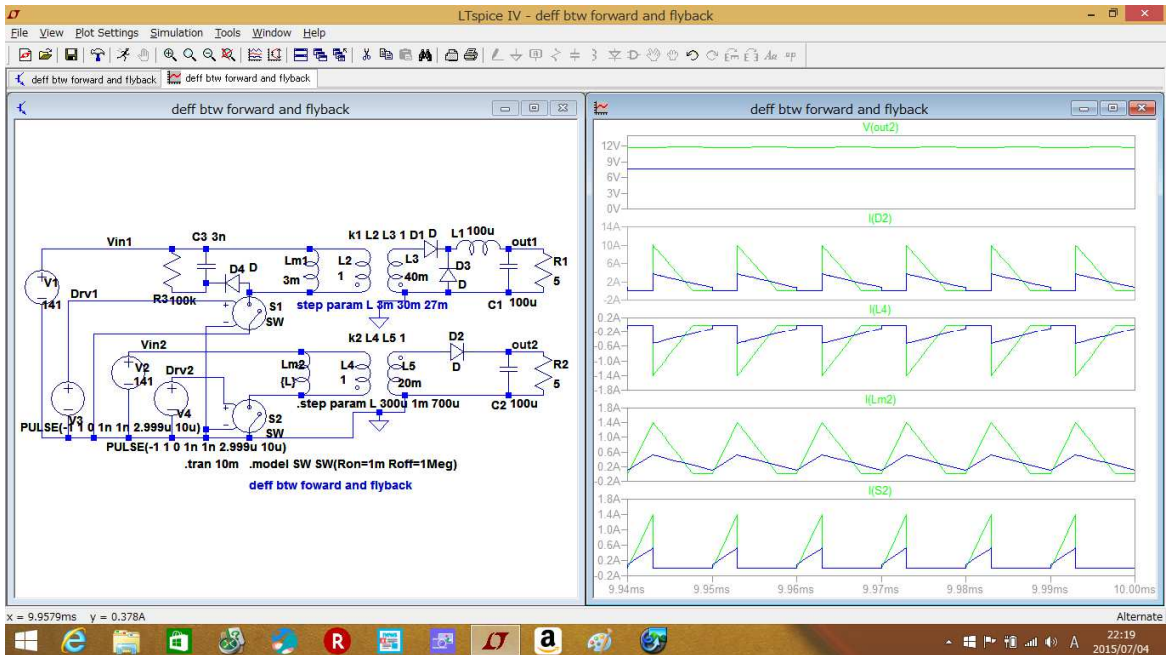 LTspice IV - deff btw forward and flyback
File View Plot Settings Simulation Tools Window Help
deff btw forward and flyback
deff btw forward and flyback
deff btw forward and flyback
Vin1
C3 3n
k1 L2 L3 1 D1 D
L1 100u
out1
D4 D
Lm1
3m
L2
1
L3
40m
D3
D
R1
5
V1
141
Drv1
R3 100k
S1
SW
step param L 3m 30m 27m
C1 100u
Vin2
k2 L4 L5 1
D2
D
out2
V2
141
Drv2
Lm2
{L}
L4
1
L5
20m
R2
5
V3
V4
S2
SW
.step param L 300u 1m 700u
C2 100u
PULSE(-1 1 0 1n 1n 2.999u 10u)
PULSE(-1 1 0 1n 1n 2.999u 10u)
.tran 10m .model SW SW(Ron=1m Roff=1Meg)
deff btw foward and flyback
deff btw forward and flyback
V(out2)
12V
9V
6V
3V
0V
I(D2)
14A
10A
6A
2A
-2A
I(L4)
0.2A
-0.2A
-0.6A
-1.0A
-1.4A
-1.8A
I(Lm2)
1.8A
1.4A
1.0A
0.6A
0.2A
-0.2A
I(S2)
1.8A
1.4A
1.0A
0.6A
0.2A
-0.2A
9.94ms 9.95ms 9.96ms 9.97ms 9.98ms 9.99ms 10.00ms
x = 9.9579ms y = 0.378A
Alternate
R
a
A
22:19
2015/07/04